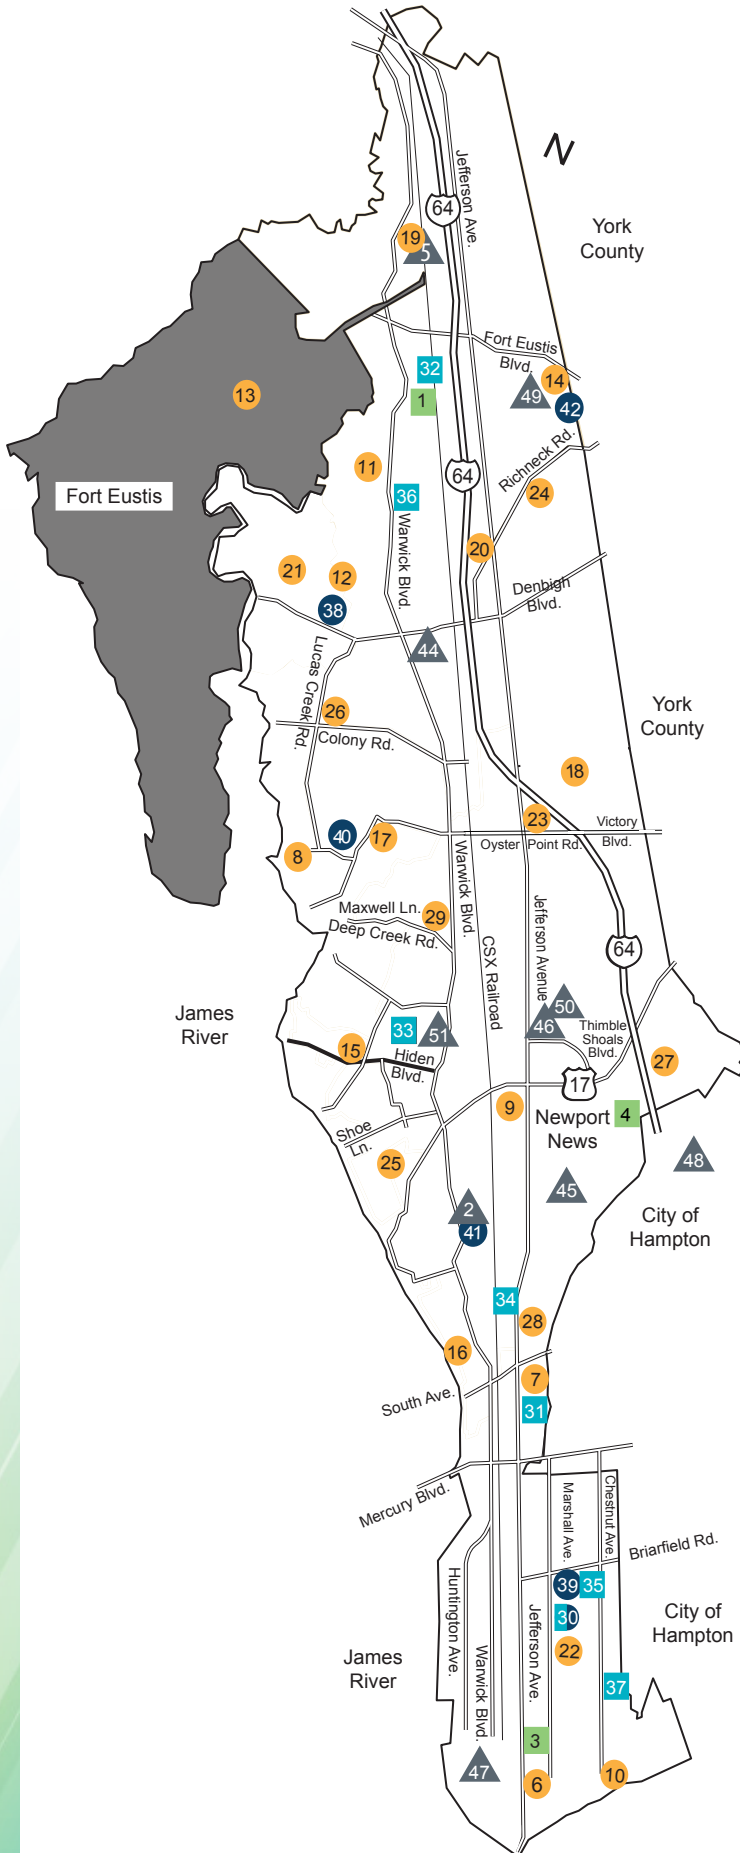 N
Jefferson Ave.
64
York
County
19
5
Fort Eustis
Blvd.
32
14
49
42
1
13
Richneck Rd.
11
64
24
Fort Eustis
36
Warwick Blvd.
20
21
12
Denbigh
Blvd.
38
44
Lucas Creek Rd.
26
Colony Rd.
York
County
18
23
Victory
Blvd.
40
17
Oyster Point Rd.
8
Warwick Blvd.
Maxwell Ln.
29
Deep Creek Rd.
CSX Railroad
Jefferson Avenue
64
James
River
50
46
33
51
Thimble
Shoals
Blvd.
15
Hiden
Blvd.
27
17
9
Newport
News
4
Shoe
Ln.
25
48
45
2
41
City of
Hampton
34
28
16
7
South Ave.
31
Mercury Blvd.
Marshall Ave.
Chestnut Ave.
Briarfield Rd.
Huntington Ave.
39
35
30
Jefferson Ave.
City of
Hampton
22
James
River
Warwick Blvd.
37
3
47
6
10